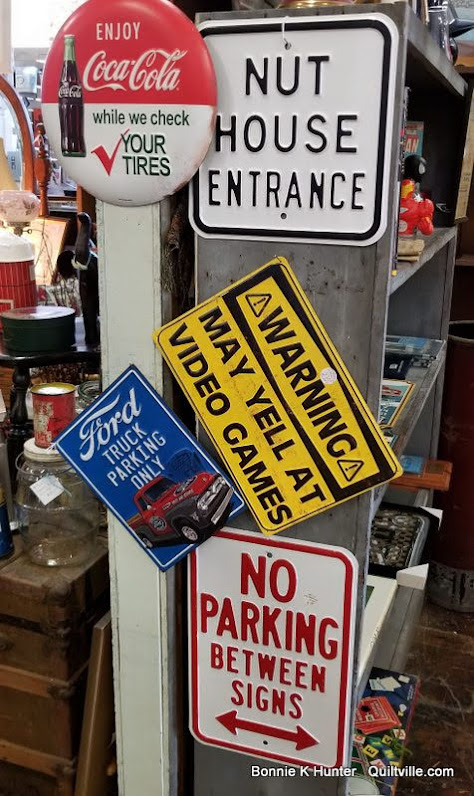 ENJOY
Coca-Cola
while we check
YOUR
TIRES
NUT
HOUSE
ENTRANCE
WARNING
MAY YELL AT
VIDEO GAMES
Ford
TRUCK
PARKING
ONLY
NO
PARKING
BETWEEN
SIGNS
Bonnie K Hunter Quiltville.com